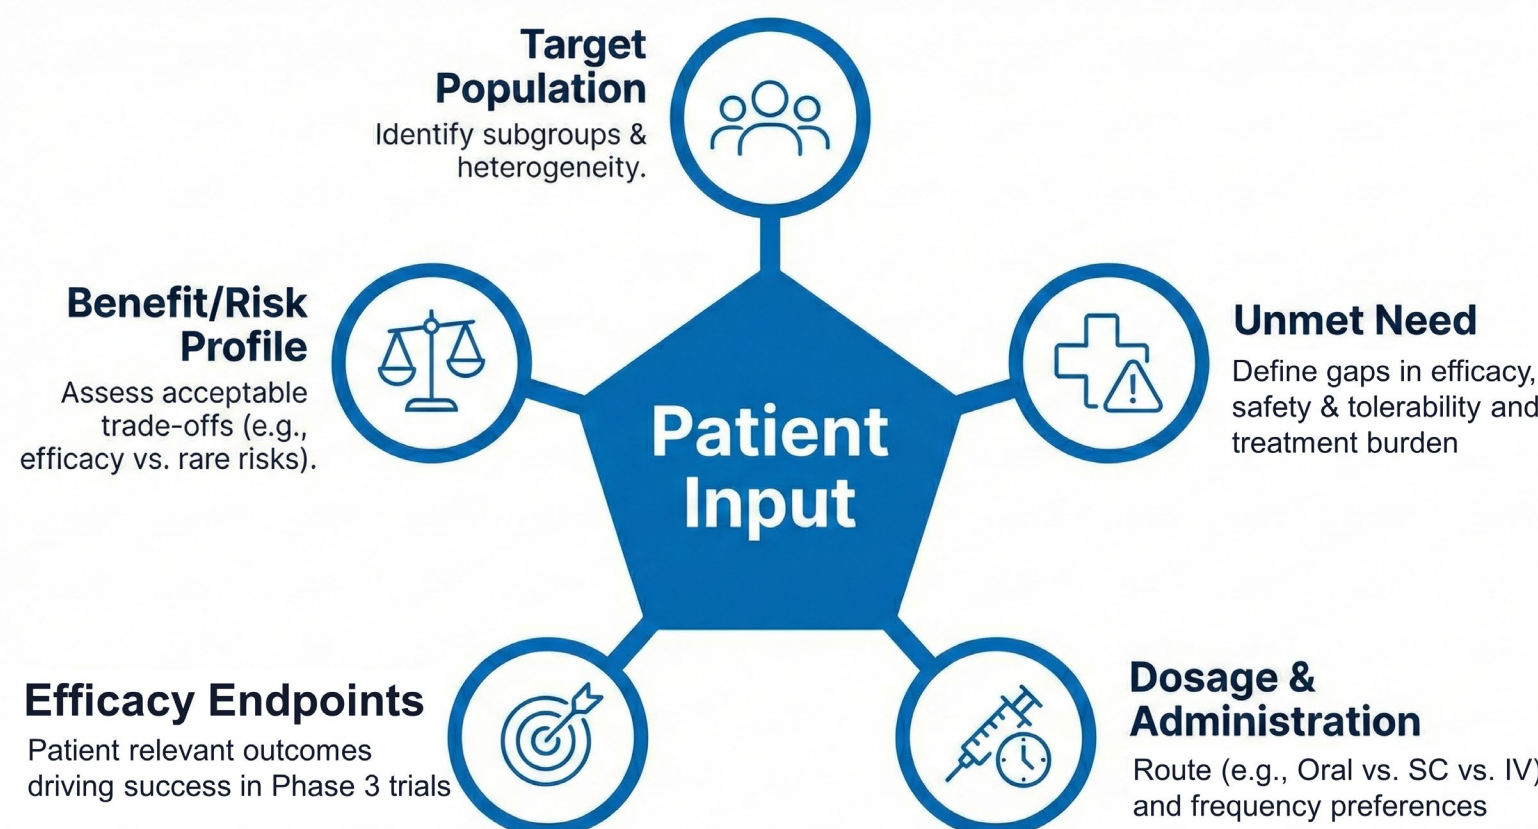 Target
Population
Identify subgroups &
heterogeneity.
Benefit/Risk
Profile
Assess acceptable
trade-offs (e.g.,
efficacy vs. rare risks).
Unmet Need
Define gaps in efficacy,
safety & tolerability and
treatment burden
Patient
Input
Efficacy Endpoints
Patient relevant outcomes
driving success in Phase 3 trials
Dosage &
Administration
Route (e.g., Oral vs. SC vs. IV)
and frequency preferences